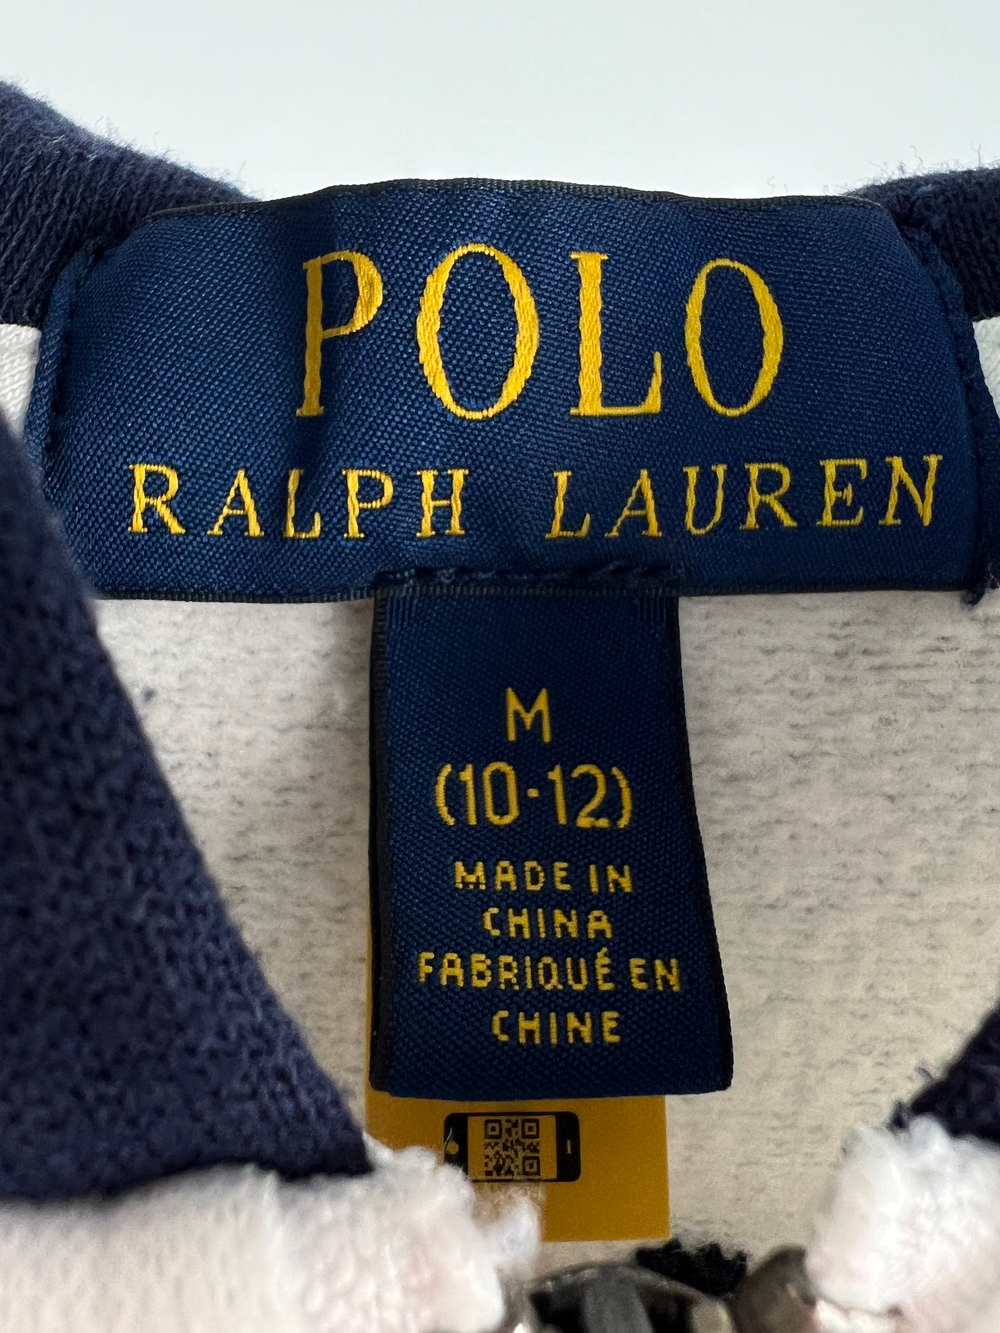 POLO
RALPH LAUREN
M
(10-12)
MADE IN
CHINA
FABRIQUÉ EN
CHINE